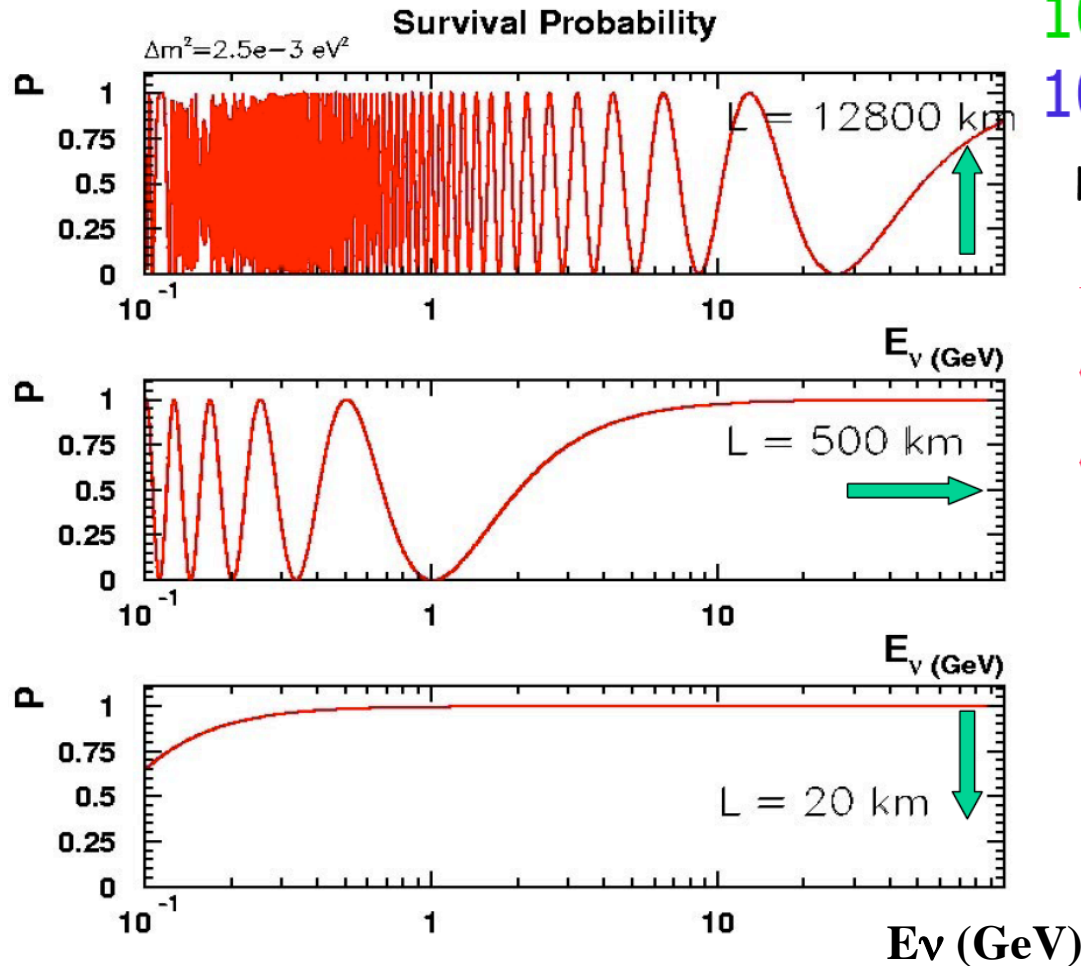 Survival Probability
Δm²=2.5e−3 eV²
P
1
0.75
0.5
0.25
0
L = 12800 km
10⁻¹ 1 10
Eν (GeV)
P
1
0.75
0.5
0.25
0
L = 500 km
10⁻¹ 1 10
Eν (GeV)
P
1
0.75
0.5
0.25
0
L = 20 km
10⁻¹ 1 10
Eν (GeV)